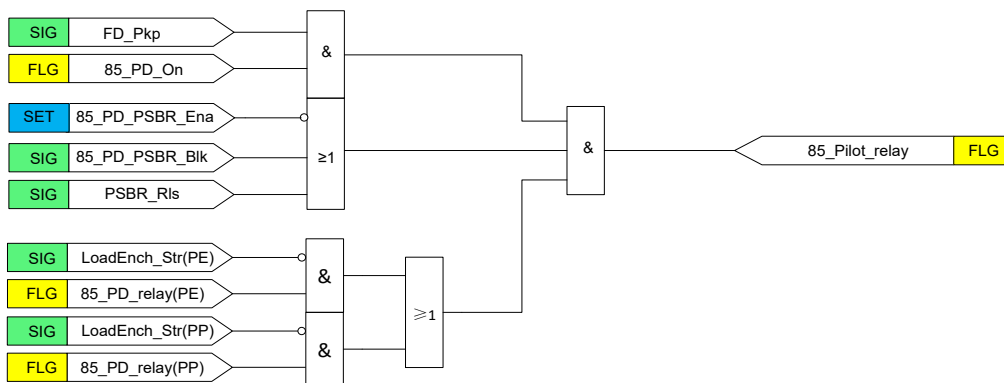 SIG FD_Pkp
&
FLG 85_PD_On
SET 85_PD_PSBR_Ena
SIG 85_PD_PSBR_Blk
≥1
SIG PSBR_Rls
&
85_Pilot_relay FLG
SIG LoadEnch_Str(PE)
&
FLG 85_PD_relay(PE)
≥1
SIG LoadEnch_Str(PP)
&
FLG 85_PD_relay(PP)